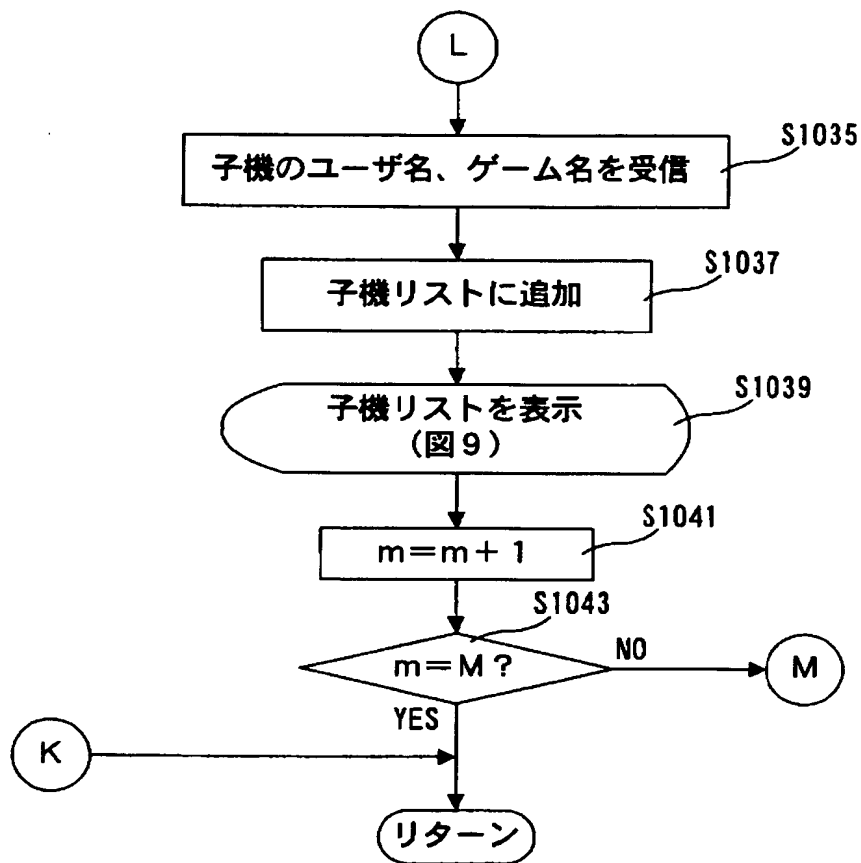 L
S1035
子機のユーザ名、ゲーム名を受信
S1037
子機リストに追加
S1039
子機リストを表示
(図9)
S1041
m=m+1
S1043
m=M?
NO
M
YES
K
リターン